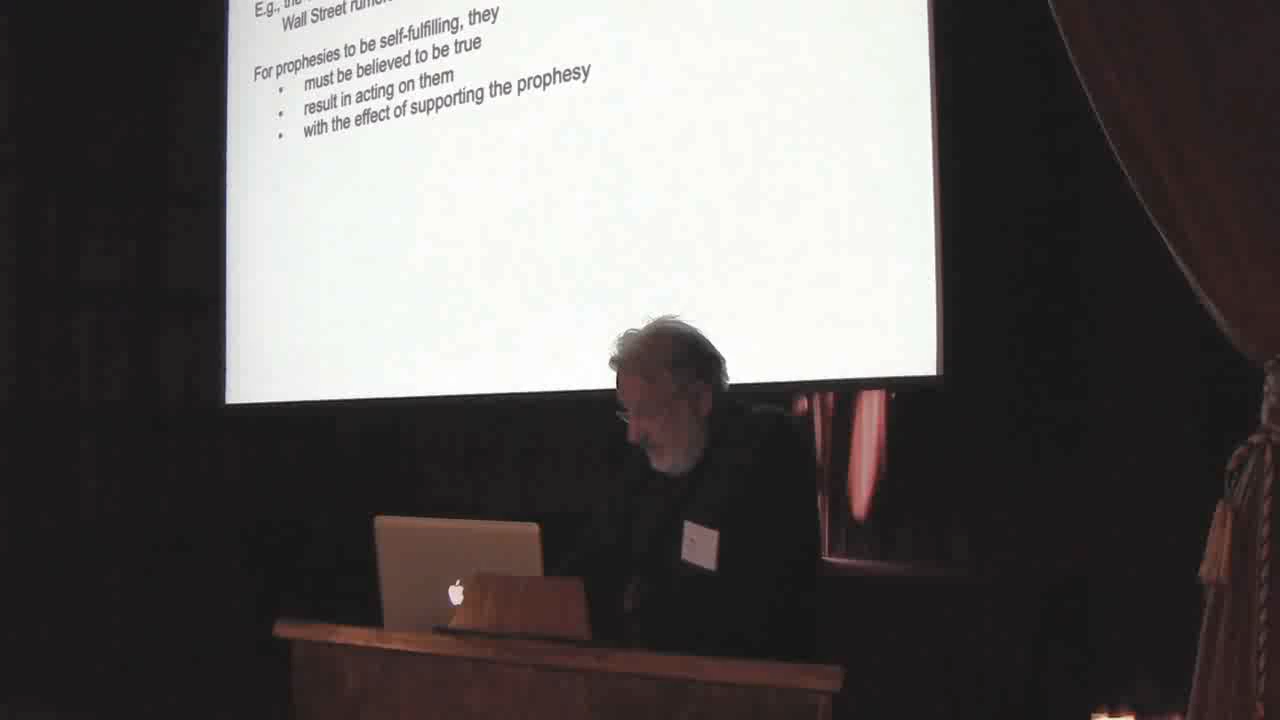 E.g., the
Wall Street rumors
For prophesies to be self-fulfilling, they
• must be believed to be true
• result in acting on them
• with the effect of supporting the prophesy